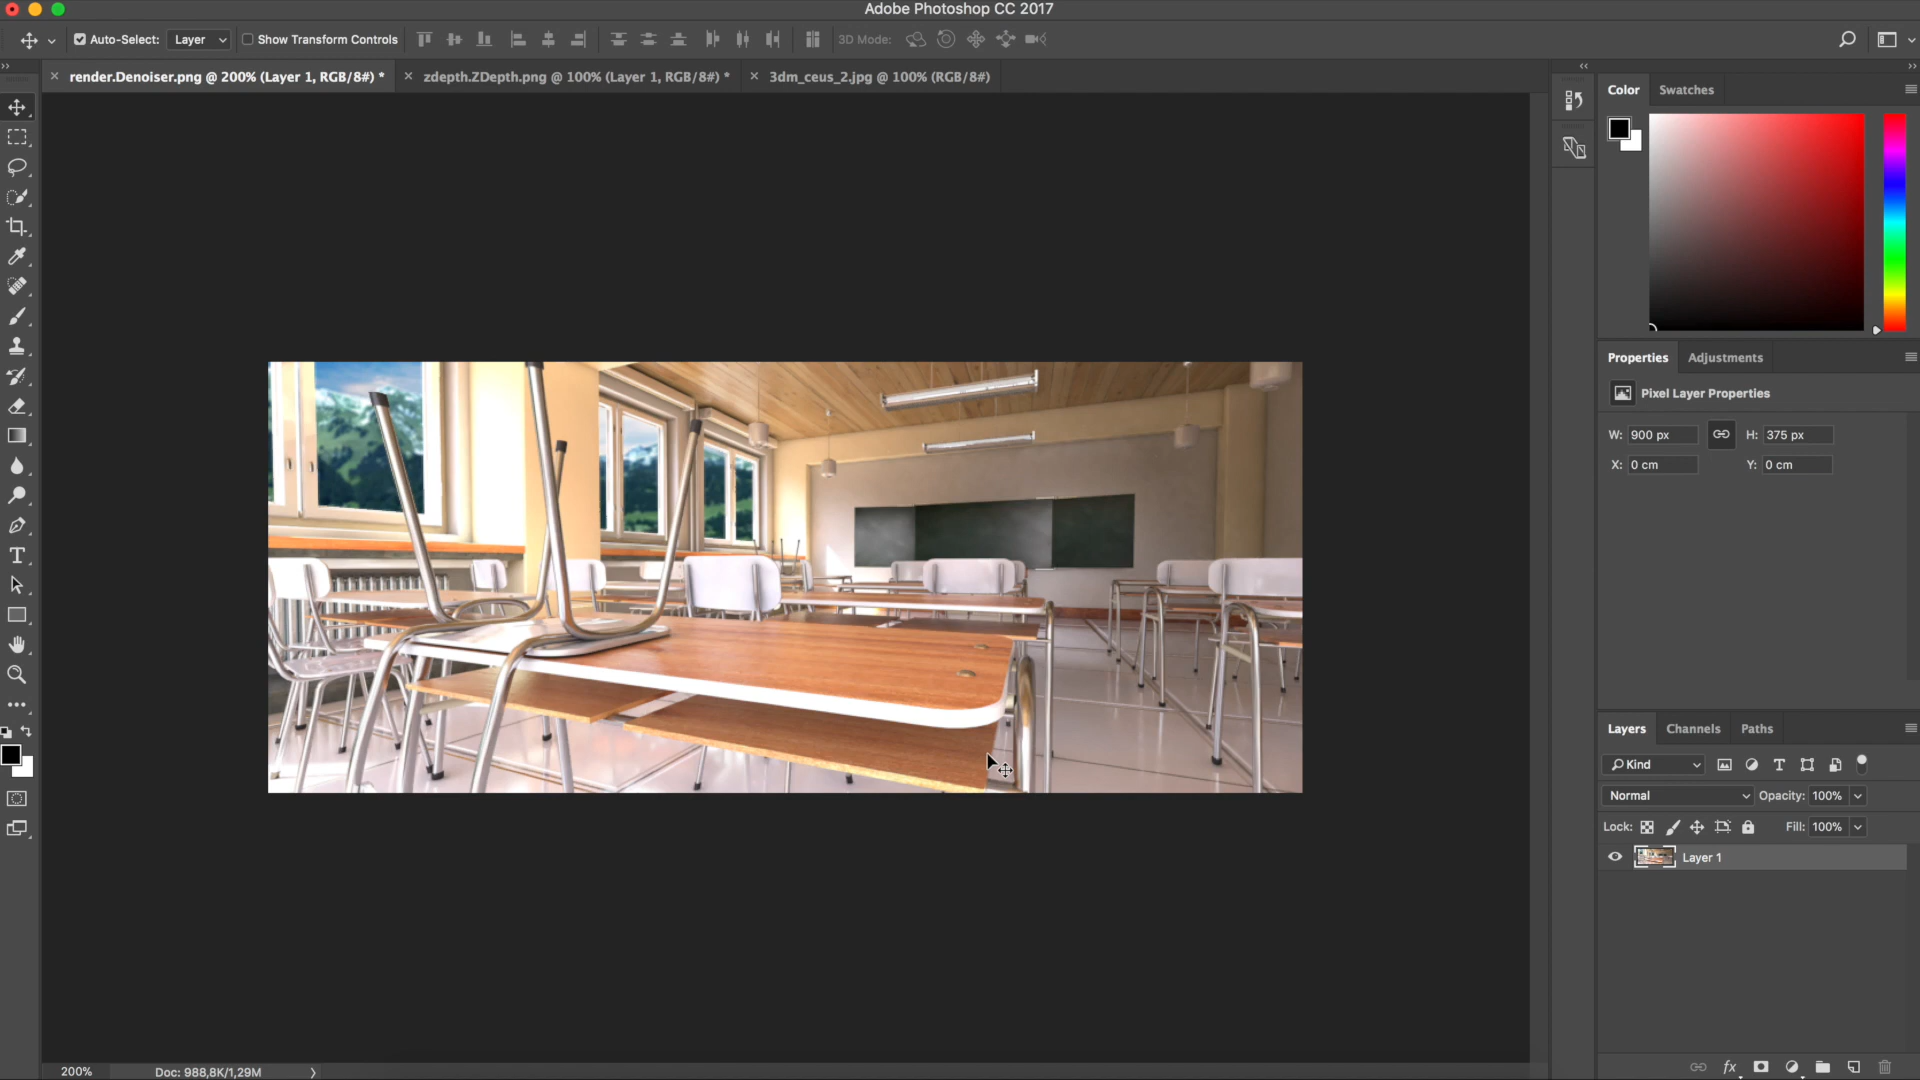 Adobe Photoshop CC 2017
Auto-Select: Layer Show Transform Controls 3D Mode:
render.Denoiser.png @ 200% (Layer 1, RGB/8#) * zdepth.ZDepth.png @ 100% (Layer 1, RGB/8#) * 3dm_ceus_2.jpg @ 100% (RGB/8#)
Color Swatches
Properties Adjustments
Pixel Layer Properties
W: 900 px H: 375 px
X: 0 cm Y: 0 cm
Layers Channels Paths
Kind
Normal Opacity: 100%
Lock: Fill: 100%
Layer 1
200% Doc: 988,8K/1,29M